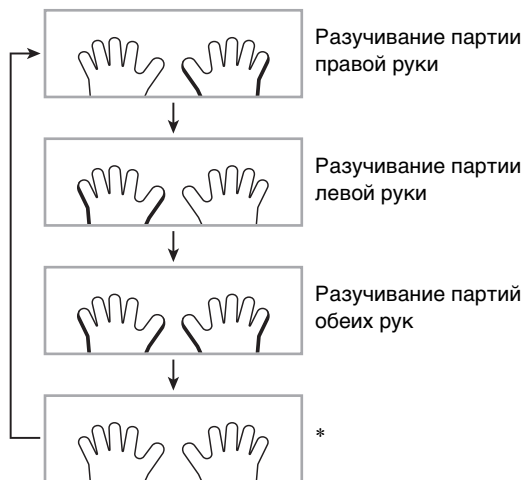 Разучивание партии
правой руки
Разучивание партии
левой руки
Разучивание партий
обеих рук
*